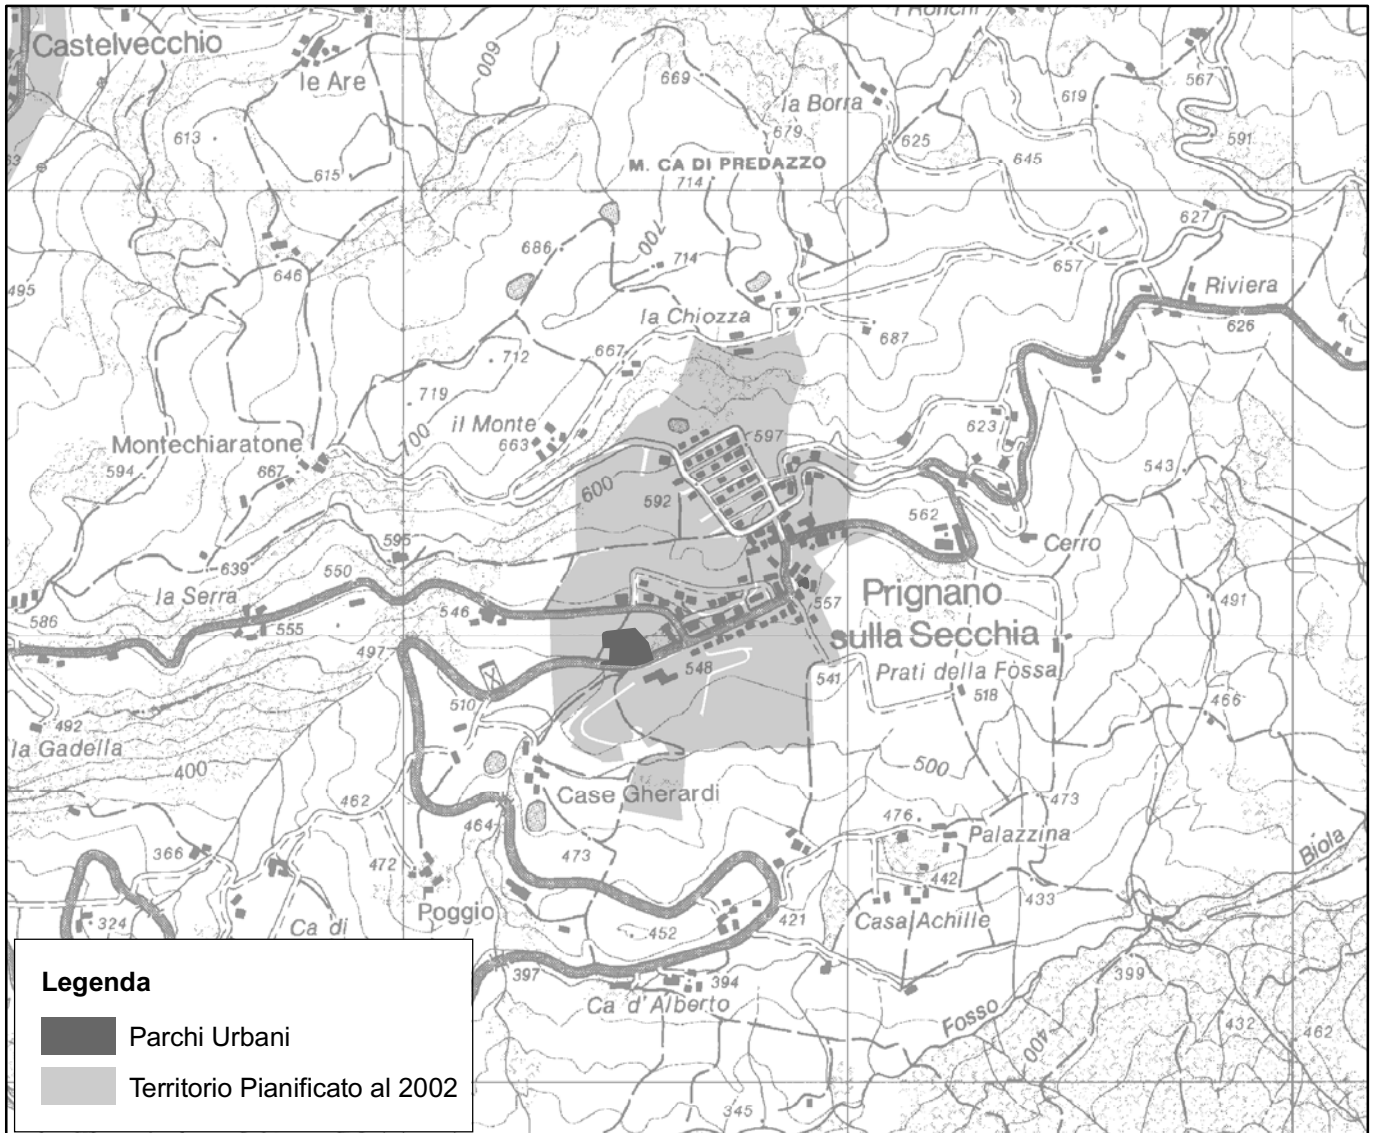 Castelvecchio
le Are
600
669
la Borra
I Ronchi
567
619
591
613
615
679
625
645
M. CA DI PREDAZZO
714
627
646
686
700
714
657
495
Riviera
626
la Chiozza
687
667
712
719
il Monte
663
700
597
623
Montechiaratone
667
594
543
600
592
562
Cerro
595
639
550
la Serra
546
555
586
557
Prignano
sulla Secchia
491
497
548
541
Prati della Fossa
518
510
466
492
la Gadella
400
500
462
Case Gherardi
464
473
476
Palazzina
366
472
473
442
433
Biola
Poggio
421
Casa Achille
324
Ca di
452
397
394
399
Ca d'Alberto
Fosso
400
432
462
345
Legenda
Parchi Urbani
Territorio Pianificato al 2002